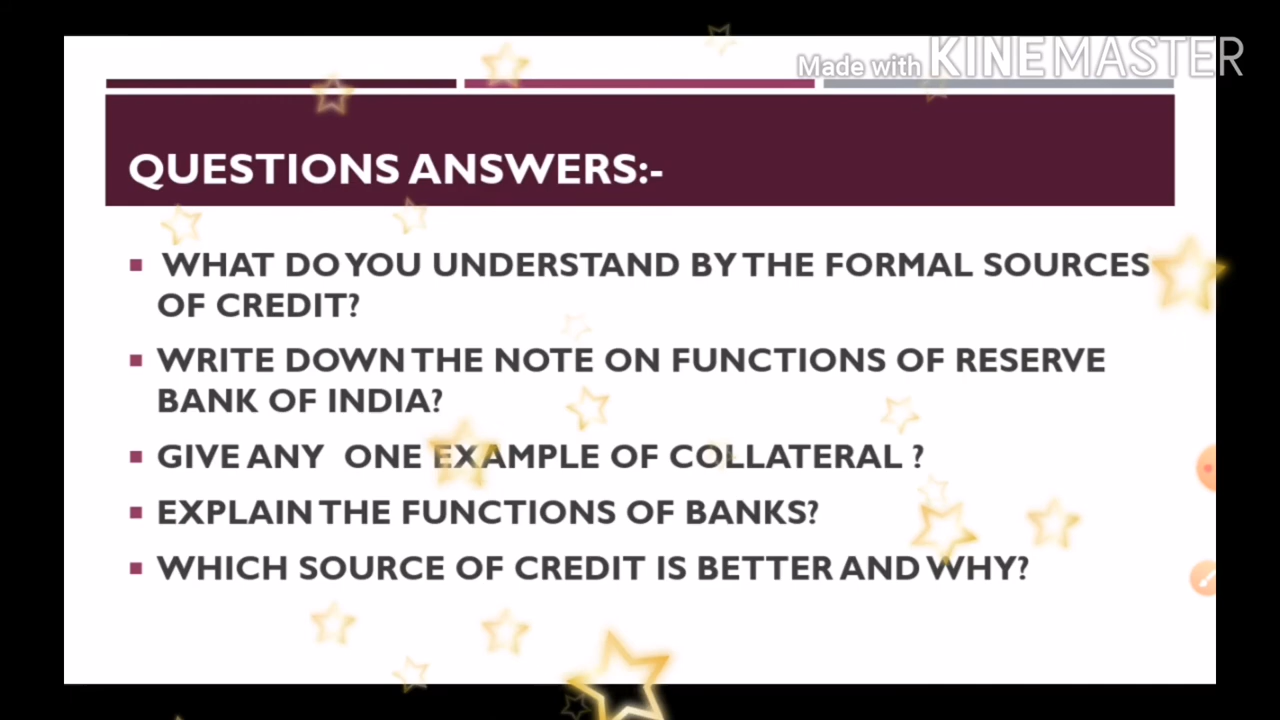 Made with KINEMASTER
QUESTIONS ANSWERS:-
WHAT DO YOU UNDERSTAND BY THE FORMAL SOURCES
OF CREDIT?
WRITE DOWN THE NOTE ON FUNCTIONS OF RESERVE
BANK OF INDIA?
GIVE ANY ONE EXAMPLE OF COLLATERAL ?
EXPLAIN THE FUNCTIONS OF BANKS?
WHICH SOURCE OF CREDIT IS BETTER AND WHY?